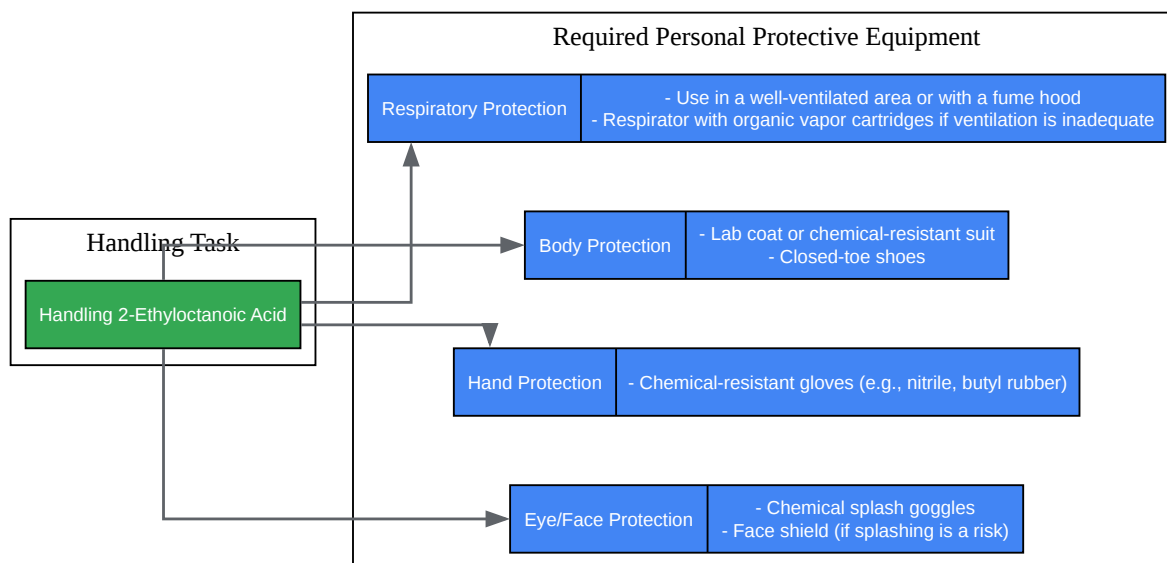 Required Personal Protective Equipment
Respiratory Protection
- Use in a well-ventilated area or with a fume hood
- Respirator with organic vapor cartridges if ventilation is inadequate
Handling Task
Handling 2-Ethyloctanoic Acid
Body Protection
- Lab coat or chemical-resistant suit
- Closed-toe shoes
Hand Protection
- Chemical-resistant gloves (e.g., nitrile, butyl rubber)
Eye/Face Protection
- Chemical splash goggles
- Face shield (if splashing is a risk)